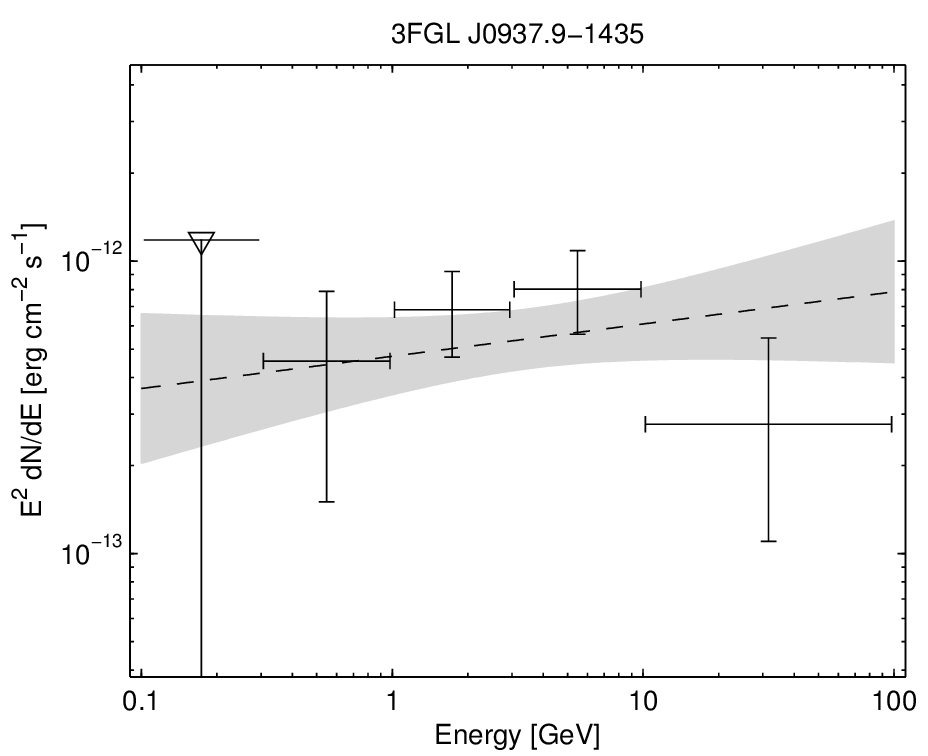 3FGL J0937.9−1435
E² dN/dE [erg cm⁻² s⁻¹]
10⁻¹²
10⁻¹³
0.1 1 10 100
Energy [GeV]